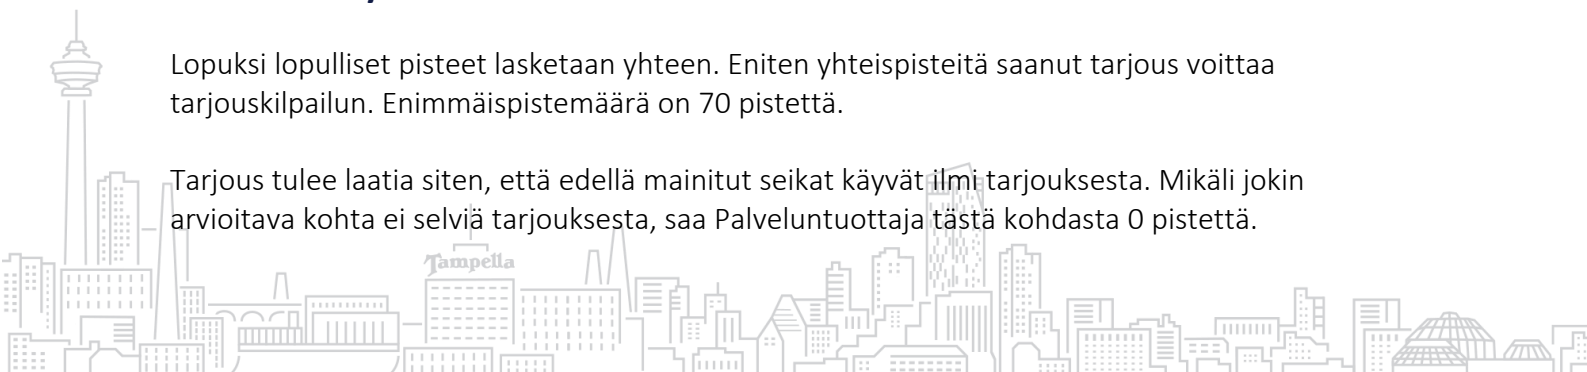 Lopuksi lopulliset pisteet lasketaan yhteen. Eniten yhteispisteitä saanut tarjous voittaa
tarjouskilpailun. Enimmäispistemäärä on 70 pistettä.
Tarjous tulee laatia siten, että edellä mainitut seikat käyvät ilmi tarjouksesta. Mikäli jokin
arvioitava kohta ei selviä tarjouksesta, saa Palveluntuottaja tästä kohdasta 0 pistettä.
Tampella